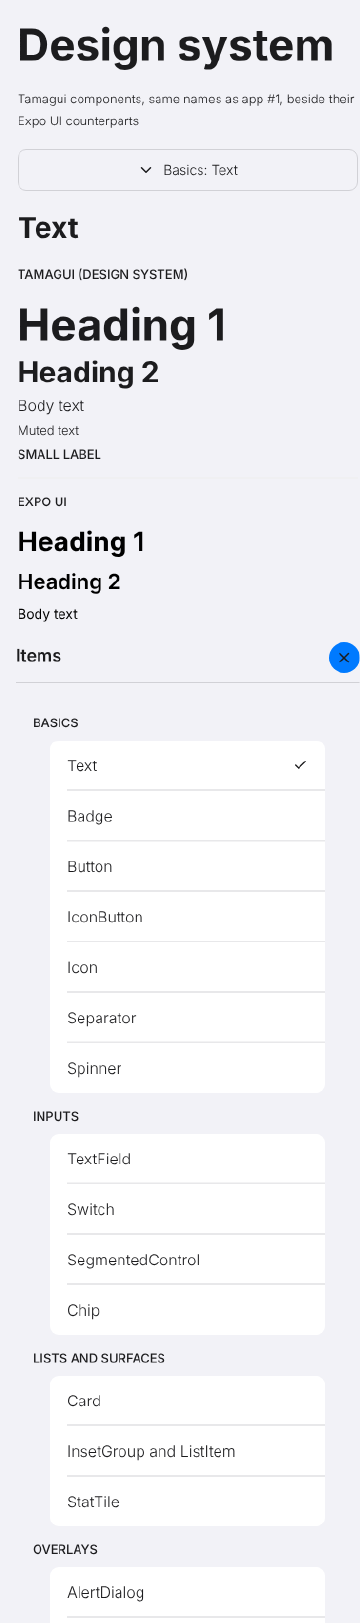 Design system
Tamagui components, same names as app #1, beside their
Expo UI counterparts
Basics: Text
Text
TAMAGUI (DESIGN SYSTEM)
Heading 1
Heading 2
Body text
Muted text
SMALL LABEL
EXPO UI
Heading 1
Heading 2
Body text
Items
BASICS
Text
Badge
Button
IconButton
Icon
Separator
Spinner
INPUTS
TextField
Switch
SegmentedControl
Chip
LISTS AND SURFACES
Card
InsetGroup and ListItem
StatTile
OVERLAYS
AlertDialog